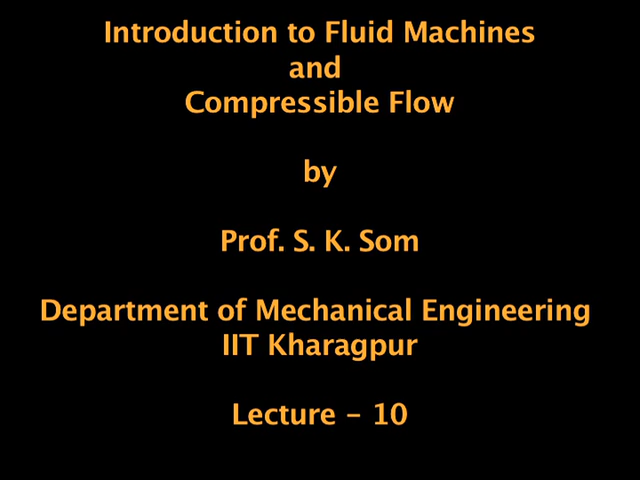 Introduction to Fluid Machines
and
Compressible Flow
by
Prof. S. K. Som
Department of Mechanical Engineering
IIT Kharagpur
Lecture – 10